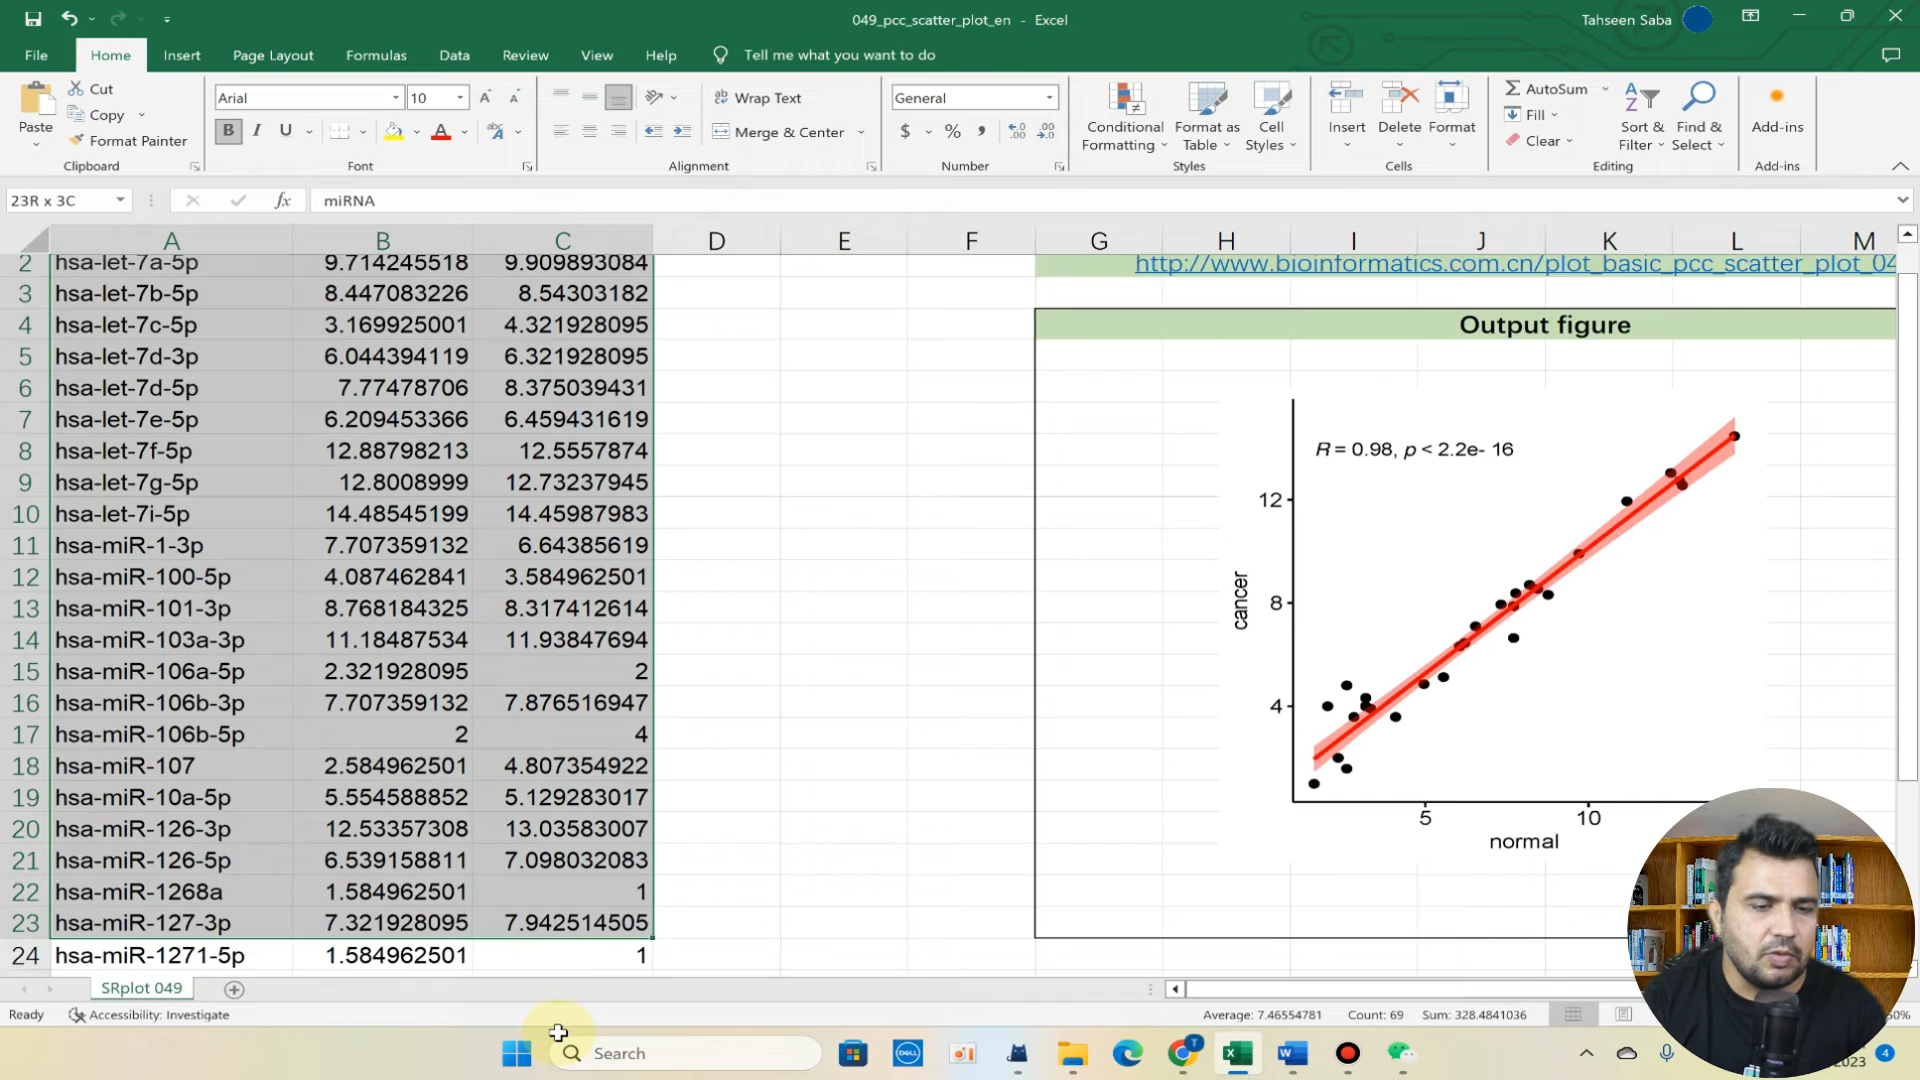 049_pcc_scatter_plot_en - Excel
Tahseen Saba
File Home Insert Page Layout Formulas Data Review View Help Tell me what you want to do
Paste
Cut
Copy
Format Painter
Clipboard
Arial 10
B I U
Font
Wrap Text
Merge & Center
Alignment
General
$ % ,
Number
Conditional Formatting
Format as Table
Cell Styles
Styles
Insert Delete Format
Cells
AutoSum
Fill
Clear
Sort & Filter
Find & Select
Editing
Add-ins
Add-ins
23R x 3C fx miRNA
A B C D E F G H I J K L M
2 hsa-let-7a-5p 9.714245518 9.909893084
http://www.bioinformatics.com.cn/plot_basic_pcc_scatter_plot_04
3 hsa-let-7b-5p 8.447083226 8.54303182
4 hsa-let-7c-5p 3.169925001 4.321928095
5 hsa-let-7d-3p 6.044394119 6.321928095
6 hsa-let-7d-5p 7.77478706 8.375039431
7 hsa-let-7e-5p 6.209453366 6.459431619
8 hsa-let-7f-5p 12.88798213 12.5557874
9 hsa-let-7g-5p 12.8008999 12.73237945
10 hsa-let-7i-5p 14.48545199 14.45987983
11 hsa-miR-1-3p 7.707359132 6.64385619
12 hsa-miR-100-5p 4.087462841 3.584962501
13 hsa-miR-101-3p 8.768184325 8.317412614
14 hsa-miR-103a-3p 11.18487534 11.93847694
15 hsa-miR-106a-5p 2.321928095 2
16 hsa-miR-106b-3p 7.707359132 7.876516947
17 hsa-miR-106b-5p 2 4
18 hsa-miR-107 2.584962501 4.807354922
19 hsa-miR-10a-5p 5.554588852 5.129283017
20 hsa-miR-126-3p 12.53357308 13.03583007
21 hsa-miR-126-5p 6.539158811 7.098032083
22 hsa-miR-1268a 1.584962501 1
23 hsa-miR-127-3p 7.321928095 7.942514505
24 hsa-miR-1271-5p 1.584962501 1
Output figure
R = 0.98, p < 2.2e- 16
12
8
4
cancer
5 10
normal
SRplot 049
Ready Accessibility: Investigate Average: 7.46554781 Count: 69 Sum: 328.4841036
Search
4